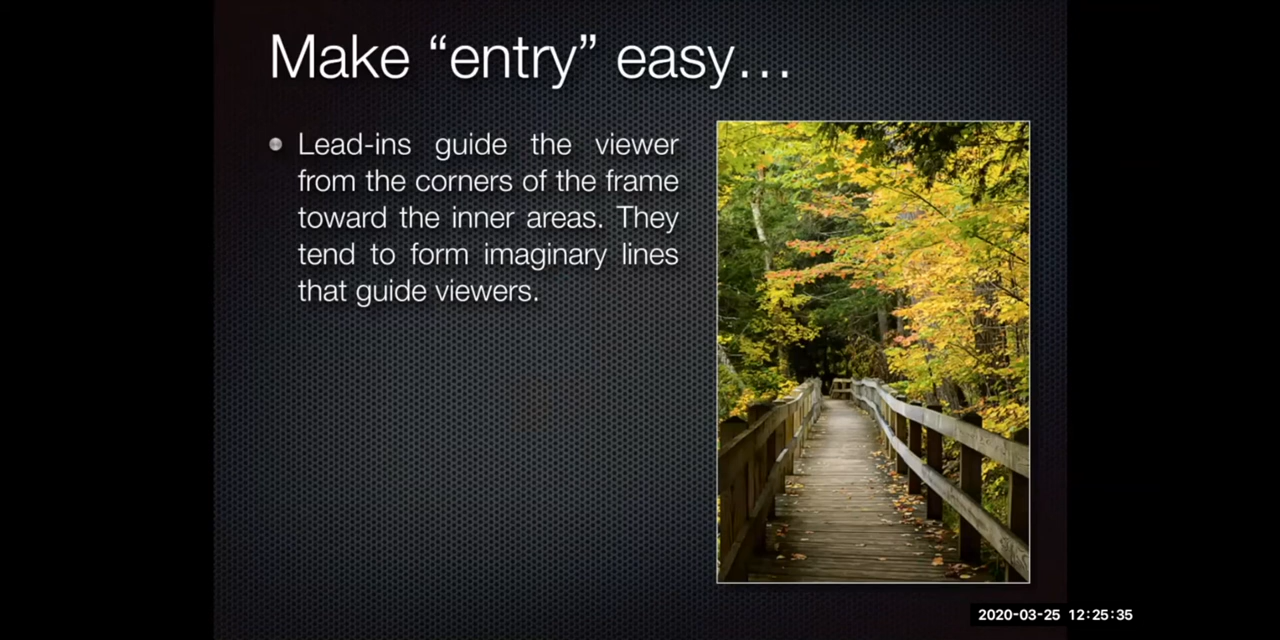 Make “entry” easy…
Lead-ins guide the viewer
from the corners of the frame
toward the inner areas. They
tend to form imaginary lines
that guide viewers.
2020-03-25 12:25:35